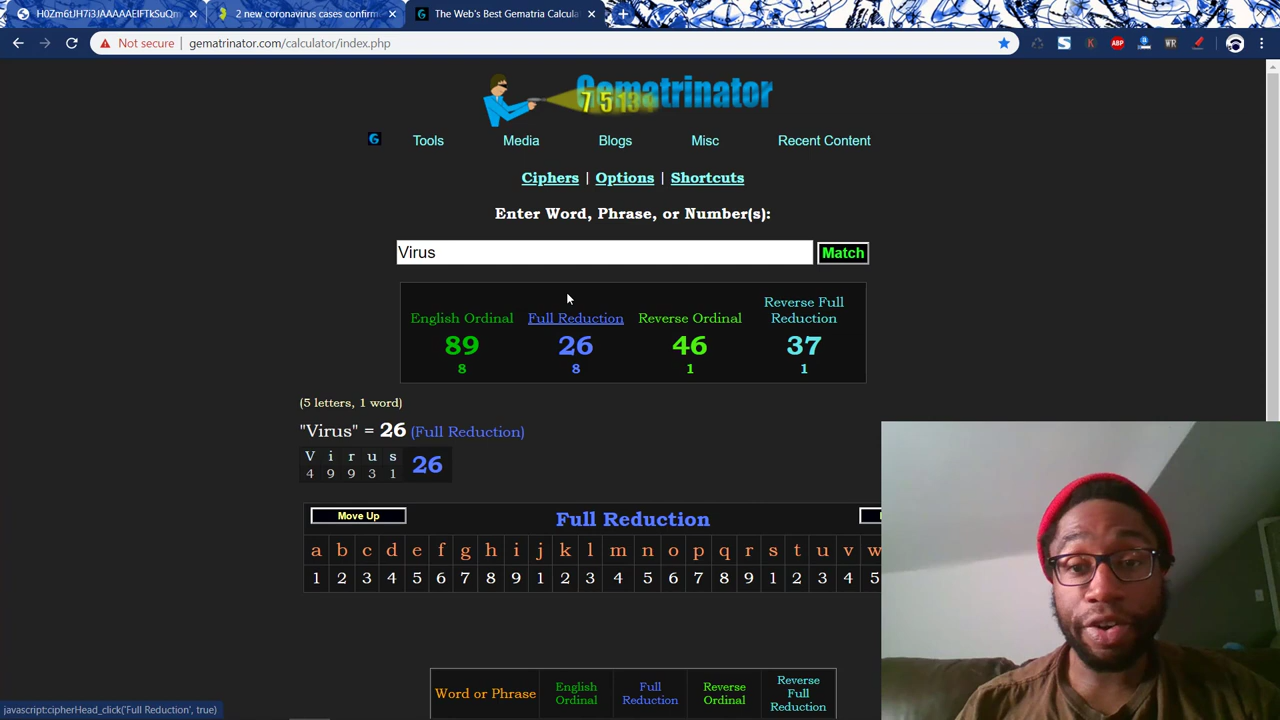 H0Zm6tJH7i3JAAAAAElFTkSuQm
2 new coronavirus cases confirm
The Web's Best Gematria Calcula
Not secure | gematrinator.com/calculator/index.php
Gematrinator
Tools Media Blogs Misc Recent Content
Ciphers | Options | Shortcuts
Enter Word, Phrase, or Number(s):
Virus Match
English Ordinal Full Reduction Reverse Ordinal Reverse Full Reduction
89 26 46 37
8 8 1 1
(5 letters, 1 word)
"Virus" = 26 (Full Reduction)
V i r u s
4 9 9 3 1 26
Move Up Full Reduction
a b c d e f g h i j k l m n o p q r s t u v w
1 2 3 4 5 6 7 8 9 1 2 3 4 5 6 7 8 9 1 2 3 4 5
Word or Phrase English Ordinal Full Reduction Reverse Ordinal Reverse Full Reduction
javascript:cipherHead_click('Full Reduction', true)